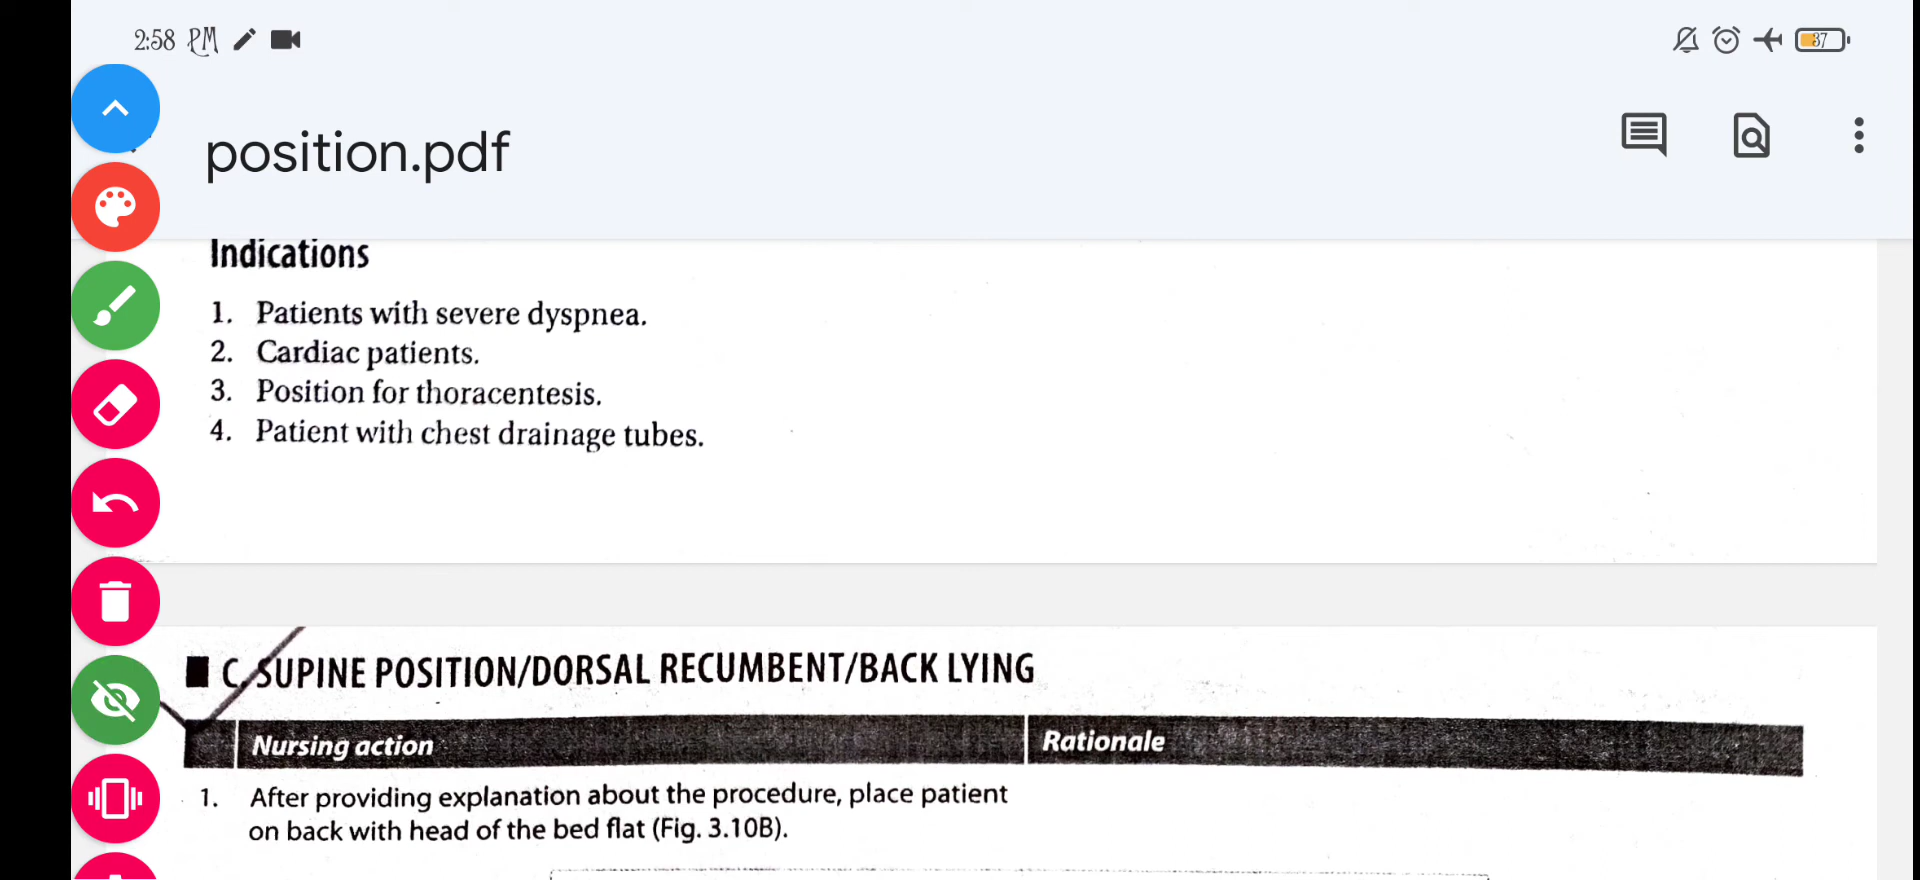 2:58 PM
37
position.pdf
Indications
1. Patients with severe dyspnea.
2. Cardiac patients.
3. Position for thoracentesis.
4. Patient with chest drainage tubes.
C. SUPINE POSITION/DORSAL RECUMBENT/BACK LYING
Nursing action Rationale
1. After providing explanation about the procedure, place patient
on back with head of the bed flat (Fig. 3.10B).